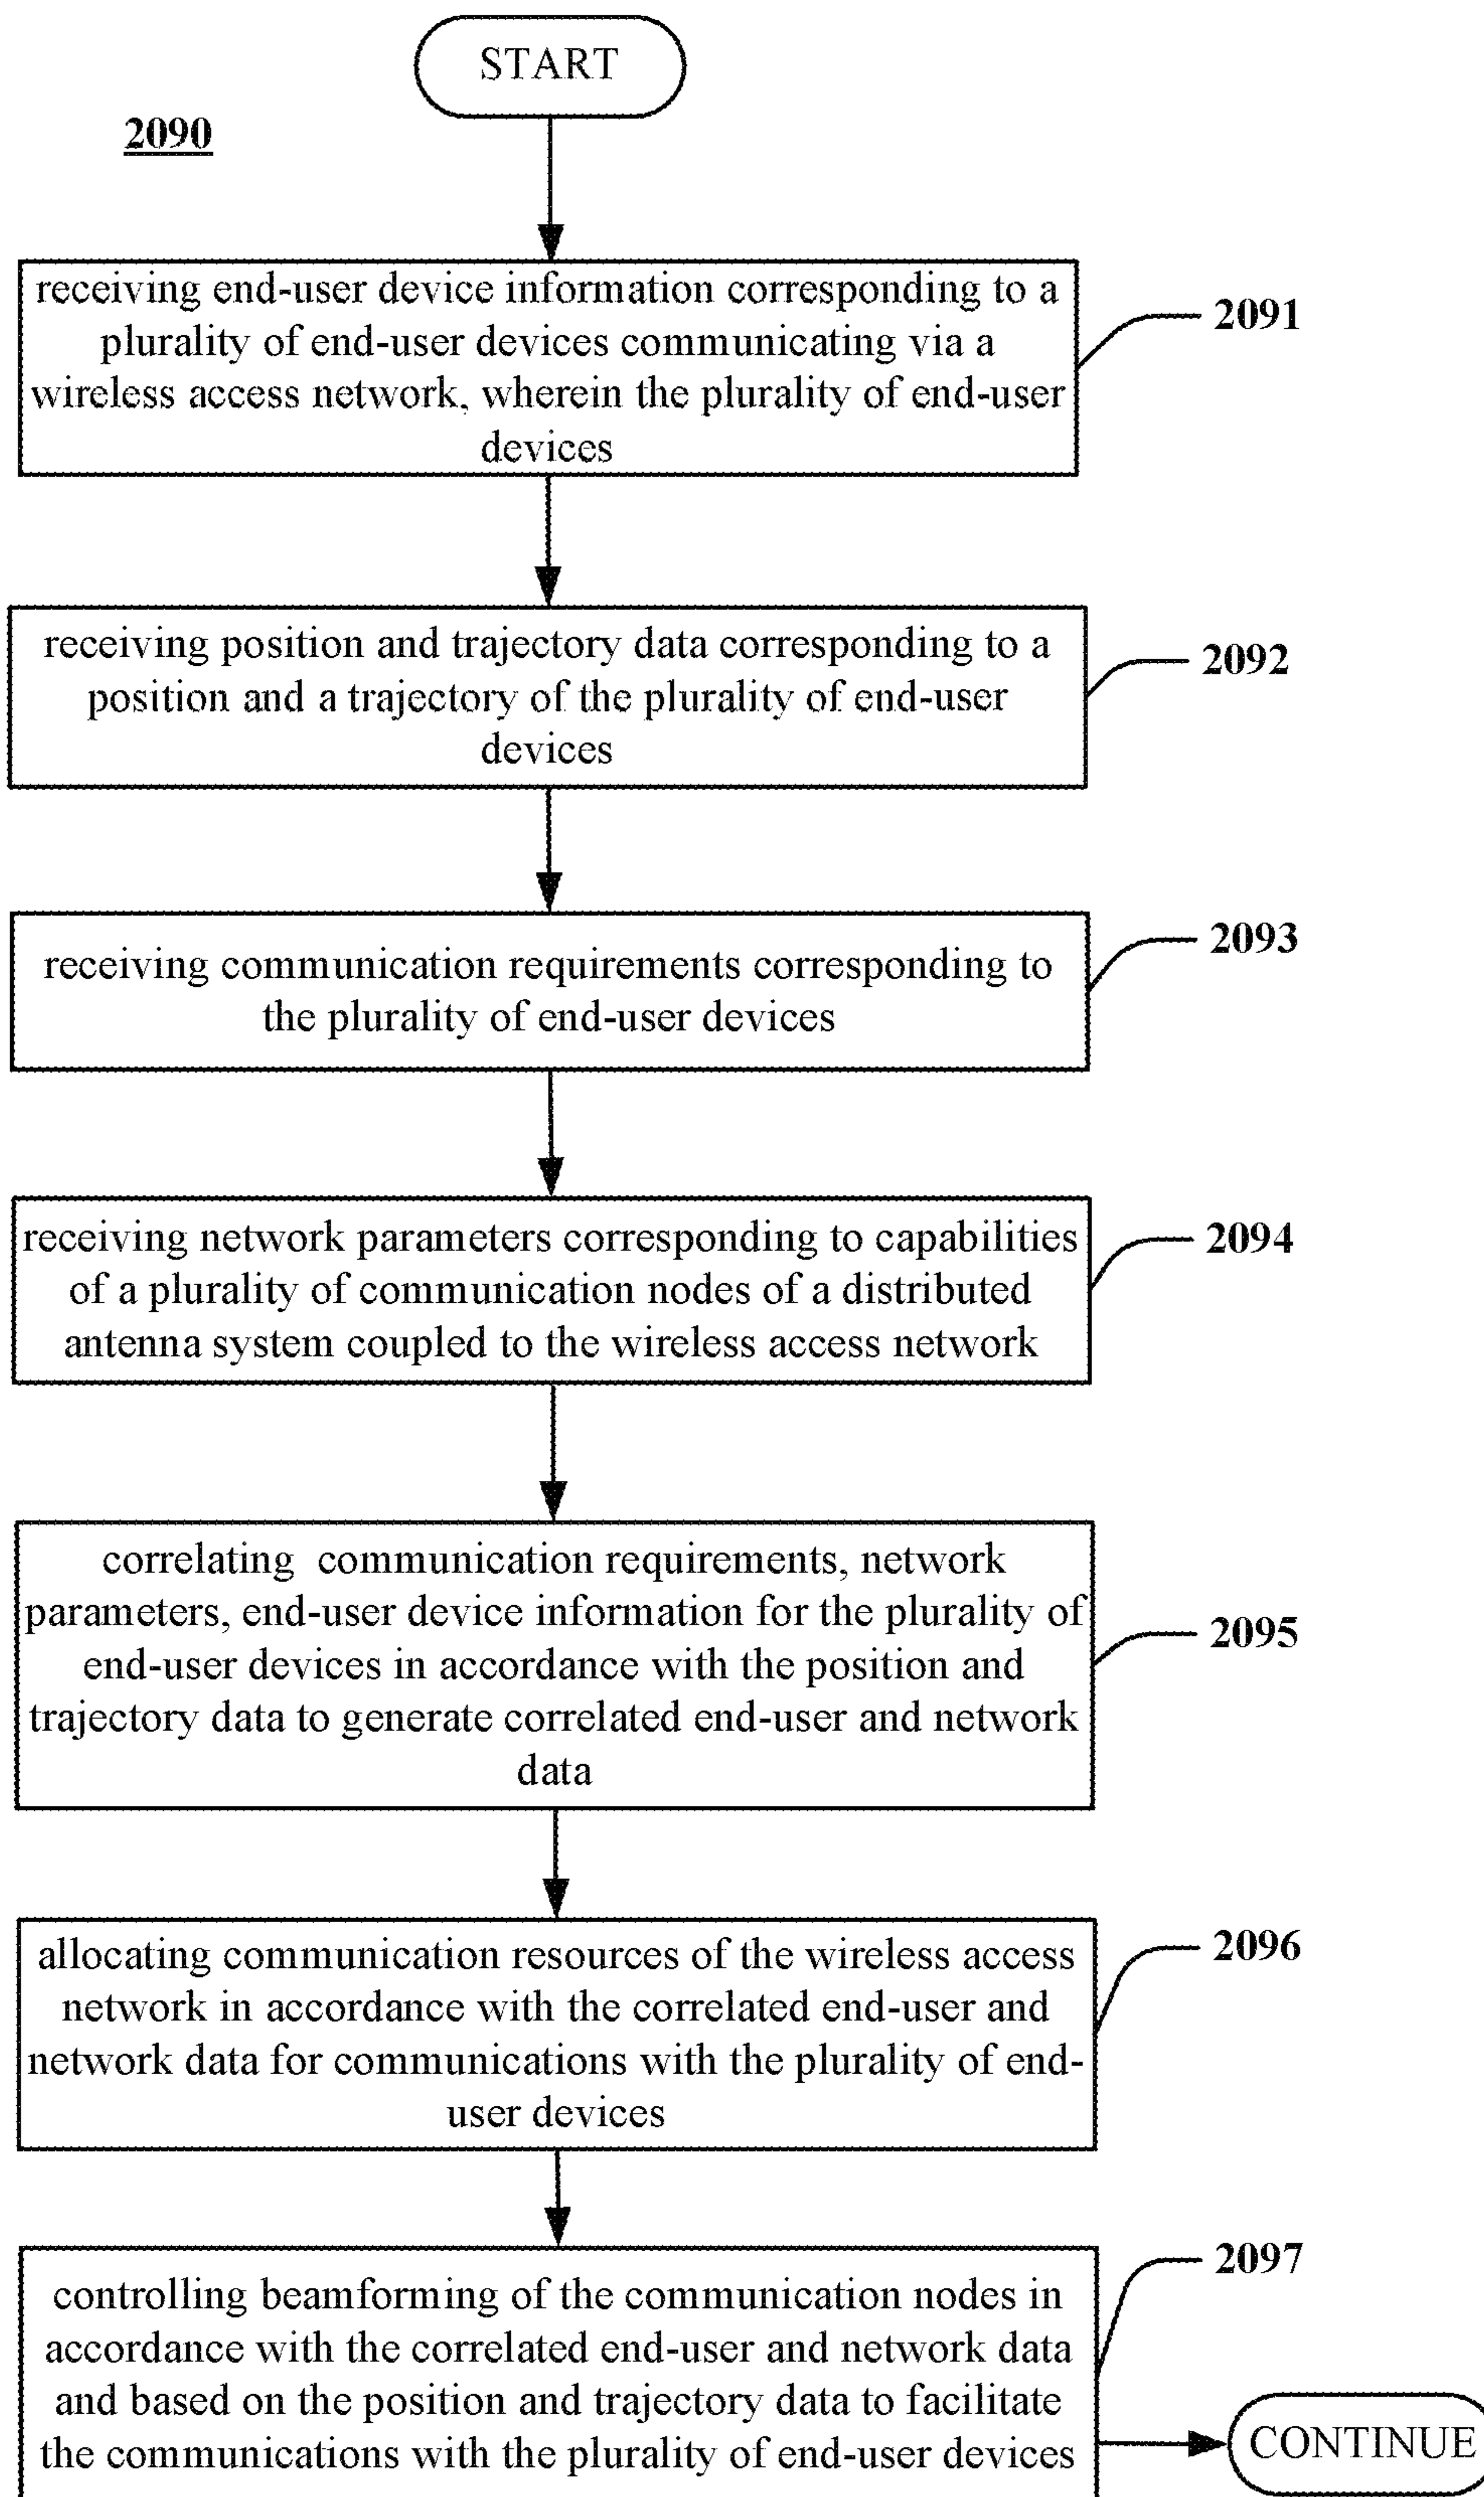 START
2090
receiving end-user device information corresponding to a
plurality of end-user devices communicating via a
wireless access network, wherein the plurality of end-user
devices
2091
receiving position and trajectory data corresponding to a
position and a trajectory of the plurality of end-user
devices
2092
receiving communication requirements corresponding to
the plurality of end-user devices
2093
receiving network parameters corresponding to capabilities
of a plurality of communication nodes of a distributed
antenna system coupled to the wireless access network
2094
correlating communication requirements, network
parameters, end-user device information for the plurality of
end-user devices in accordance with the position and
trajectory data to generate correlated end-user and network
data
2095
allocating communication resources of the wireless access
network in accordance with the correlated end-user and
network data for communications with the plurality of end-
user devices
2096
controlling beamforming of the communication nodes in
accordance with the correlated end-user and network data
and based on the position and trajectory data to facilitate
the communications with the plurality of end-user devices
2097
CONTINUE